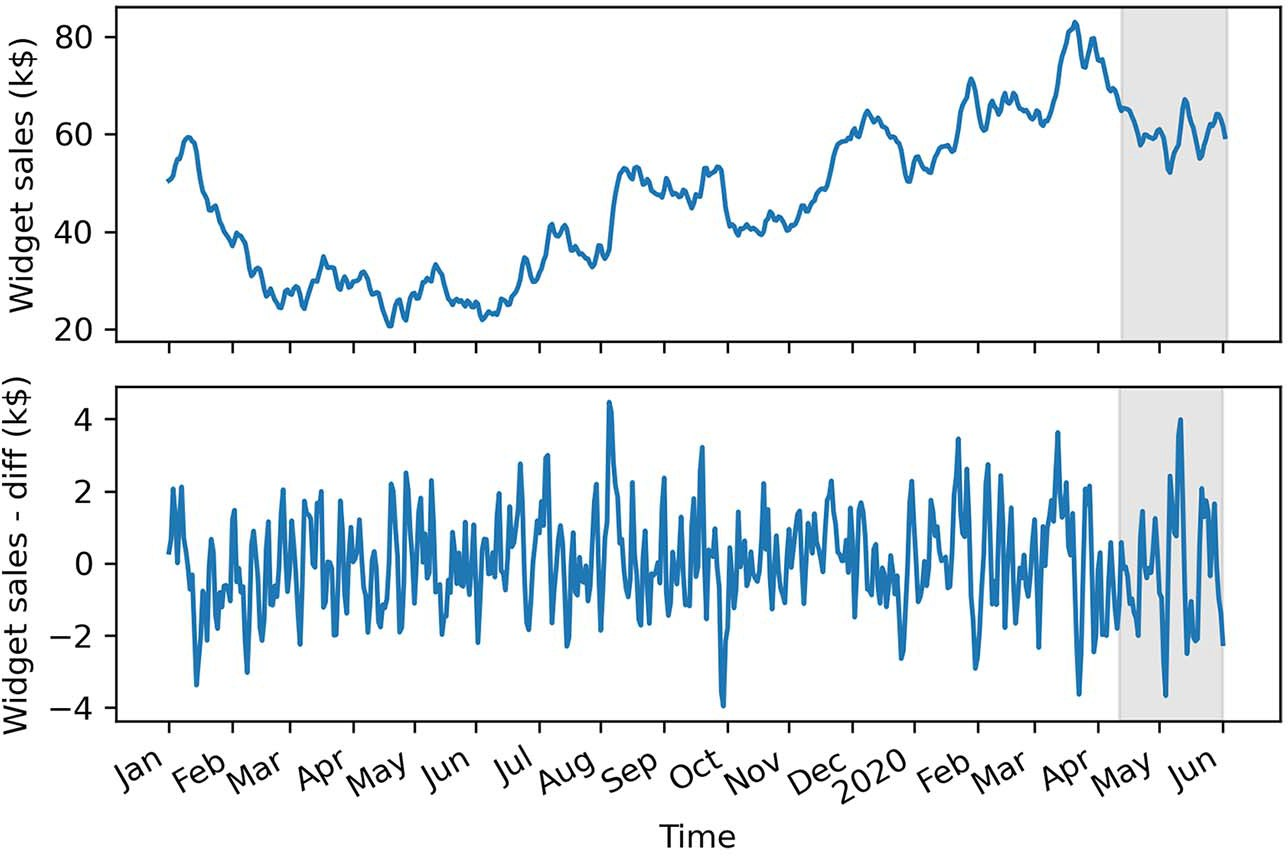 Widget sales (k$)
80
60
40
20
Widget sales - diff (k$)
4
2
0
−2
−4
Jan Feb Mar Apr May Jun Jul Aug Sep Oct Nov Dec 2020 Feb Mar Apr May Jun
Time